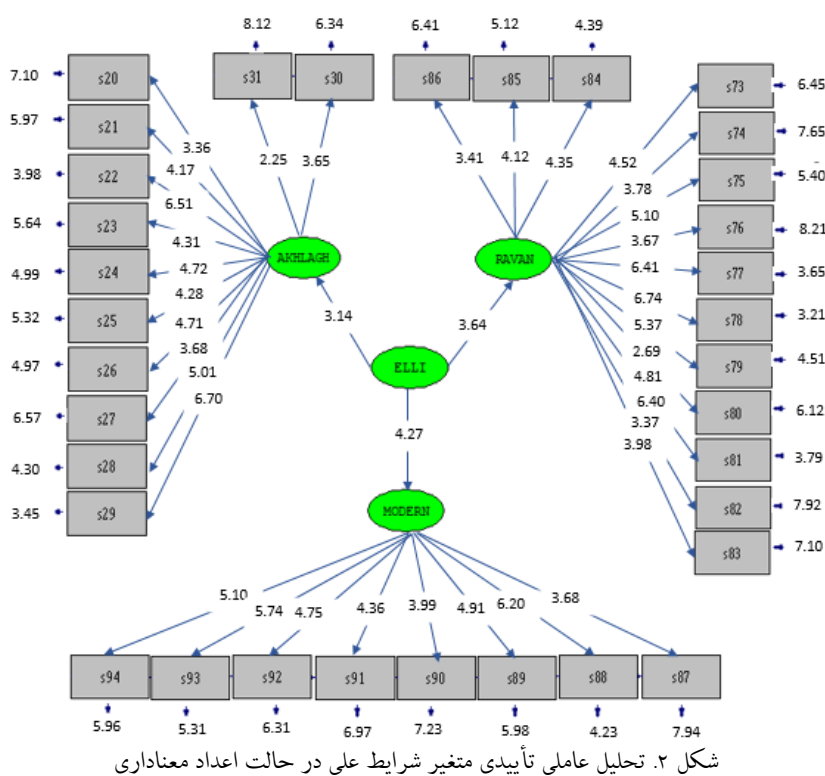 8.12 6.34 6.41 5.12 4.39
s31 s30 s86 s85 s84
7.10 s20 s73 6.45
5.97 s21 s74 7.65
3.98 s22 s75 5.40
5.64 s23 s76 8.21
4.99 s24 s77 3.65
5.32 s25 s78 3.21
4.97 s26 s79 4.51
6.57 s27 s80 6.12
4.30 s28 s81 3.79
3.45 s29 s82 7.92
s83 7.10
2.25 3.65 3.41 4.12 4.35
3.36
4.17
6.51
4.31
4.72
4.28
4.71
3.68
5.01
6.70
4.52
3.78
5.10
3.67
6.41
6.74
5.37
2.69
4.81
6.40
3.37
3.98
AKHLAGH RAVAN
3.14 3.64
ELLI
4.27
MODERN
5.10 5.74 4.75 4.36 3.99 4.91 6.20 3.68
s94 s93 s92 s91 s90 s89 s88 s87
5.96 5.31 6.31 6.97 7.23 5.98 4.23 7.94
شکل ۲. تحلیل عاملی تأییدی متغیر شرایط علی در حالت اعداد معناداری